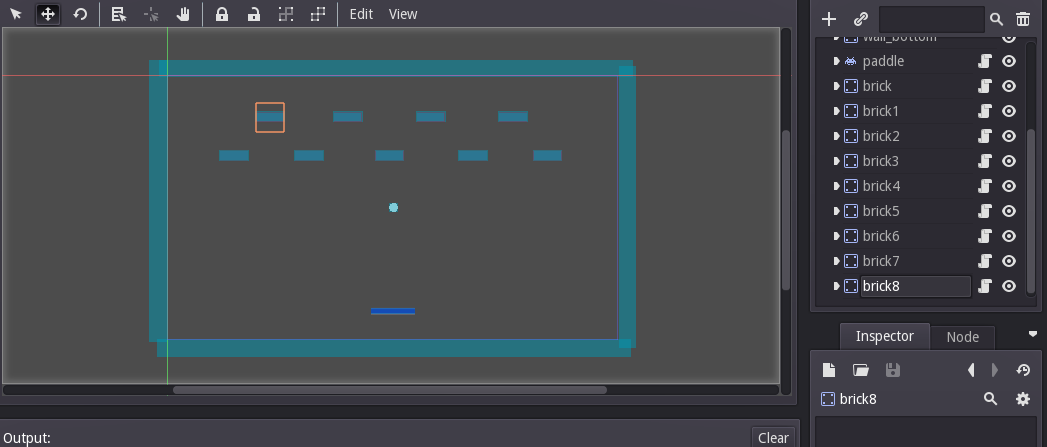 Edit View
wall_bottom
paddle
brick
brick1
brick2
brick3
brick4
brick5
brick6
brick7
brick8
Inspector Node
brick8
Output: Clear